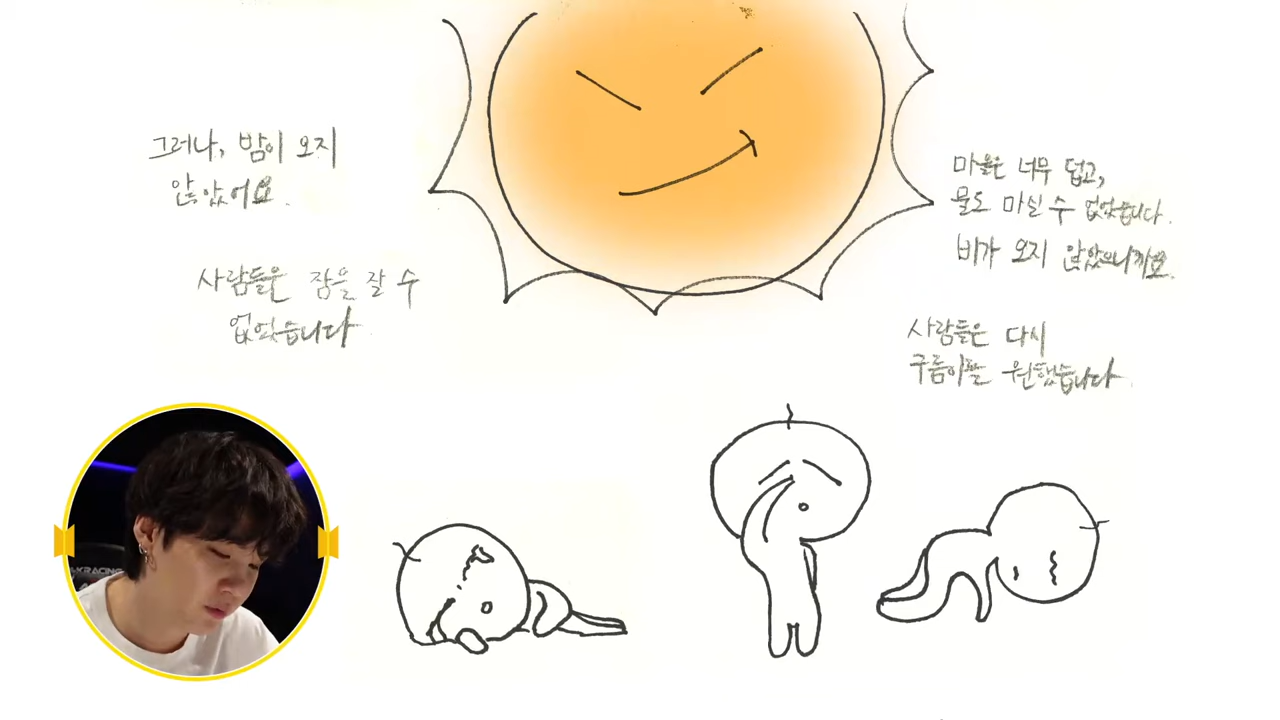 그러나, 밤이 오지
않았어요.
사람들은 잠을 잘 수
없었습니다.
마을은 너무 덥고,
물도 마실 수 없었습니다.
비가 오지 않았으니까요.
사람들은 다시
구름이를 원했습니다.
KRACING